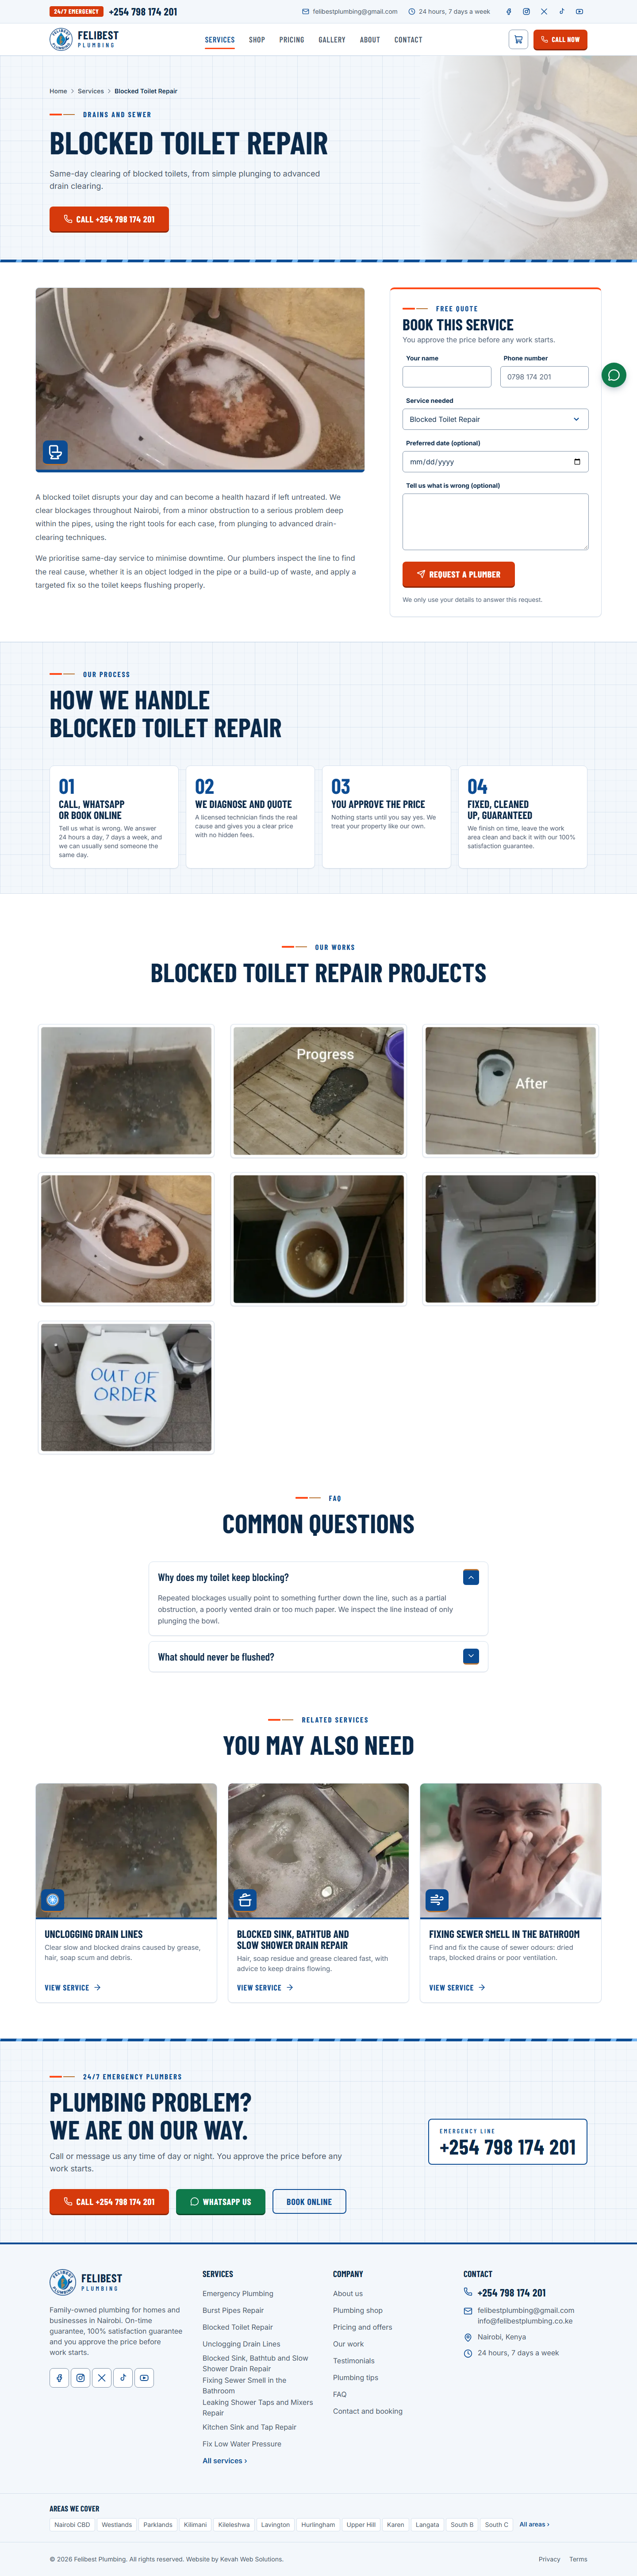 24/7 EMERGENCY +254 798 174 201
felibestplumbing@gmail.com 24 hours, 7 days a week
FELIBEST
PLUMBING
SERVICES SHOP PRICING GALLERY ABOUT CONTACT
CALL NOW
Home > Services > Blocked Toilet Repair
DRAINS AND SEWER
BLOCKED TOILET REPAIR
Same-day clearing of blocked toilets, from simple plunging to advanced
drain clearing.
CALL +254 798 174 201
A blocked toilet disrupts your day and can become a health hazard if left untreated. We
clear blockages throughout Nairobi, from a minor obstruction to a serious problem deep
within the pipes, using the right tools for each case, from plunging to advanced drain-
clearing techniques.
We prioritise same-day service to minimise downtime. Our plumbers inspect the line to find
the real cause, whether it is an object lodged in the pipe or a build-up of waste, and apply a
targeted fix so the toilet keeps flushing properly.
FREE QUOTE
BOOK THIS SERVICE
You approve the price before any work starts.
Your name Phone number
0798 174 201
Service needed
Blocked Toilet Repair
Preferred date (optional)
mm/dd/yyyy
Tell us what is wrong (optional)
REQUEST A PLUMBER
We only use your details to answer this request.
OUR PROCESS
HOW WE HANDLE
BLOCKED TOILET REPAIR
01
CALL, WHATSAPP
OR BOOK ONLINE
Tell us what is wrong. We answer
24 hours a day, 7 days a week, and
we can usually send someone the
same day.
02
WE DIAGNOSE AND QUOTE
A licensed technician finds the real
cause and gives you a clear price
with no hidden fees.
03
YOU APPROVE THE PRICE
Nothing starts until you say yes. We
treat your property like our own.
04
FIXED, CLEANED
UP, GUARANTEED
We finish on time, leave the work
area clean and back it with our 100%
satisfaction guarantee.
OUR WORKS
BLOCKED TOILET REPAIR PROJECTS
Progress
After
OUT OF
ORDER
FAQ
COMMON QUESTIONS
Why does my toilet keep blocking?
Repeated blockages usually point to something further down the line, such as a partial
obstruction, a poorly vented drain or too much paper. We inspect the line instead of only
plunging the bowl.
What should never be flushed?
RELATED SERVICES
YOU MAY ALSO NEED
UNCLOGGING DRAIN LINES
Clear slow and blocked drains caused by grease,
hair, soap scum and debris.
VIEW SERVICE
BLOCKED SINK, BATHTUB AND
SLOW SHOWER DRAIN REPAIR
Hair, soap residue and grease cleared fast, with
advice to keep drains flowing.
VIEW SERVICE
FIXING SEWER SMELL IN THE BATHROOM
Find and fix the cause of sewer odours: dried
traps, blocked drains or poor ventilation.
VIEW SERVICE
24/7 EMERGENCY PLUMBERS
PLUMBING PROBLEM?
WE ARE ON OUR WAY.
Call or message us any time of day or night. You approve the price before any
work starts.
CALL +254 798 174 201 WHATSAPP US BOOK ONLINE
EMERGENCY LINE
+254 798 174 201
FELIBEST
PLUMBING
Family-owned plumbing for homes and
businesses in Nairobi. On-time
guarantee, 100% satisfaction guarantee
and you approve the price before
work starts.
SERVICES
Emergency Plumbing
Burst Pipes Repair
Blocked Toilet Repair
Unclogging Drain Lines
Blocked Sink, Bathtub and Slow
Shower Drain Repair
Fixing Sewer Smell in the
Bathroom
Leaking Shower Taps and Mixers
Repair
Kitchen Sink and Tap Repair
Fix Low Water Pressure
All services ›
COMPANY
About us
Plumbing shop
Pricing and offers
Our work
Testimonials
Plumbing tips
FAQ
Contact and booking
CONTACT
+254 798 174 201
felibestplumbing@gmail.com
info@felibestplumbing.co.ke
Nairobi, Kenya
24 hours, 7 days a week
AREAS WE COVER
Nairobi CBD Westlands Parklands Kilimani Kileleshwa Lavington Hurlingham Upper Hill Karen Langata South B South C All areas ›
© 2026 Felibest Plumbing. All rights reserved. Website by Kevah Web Solutions.
Privacy Terms